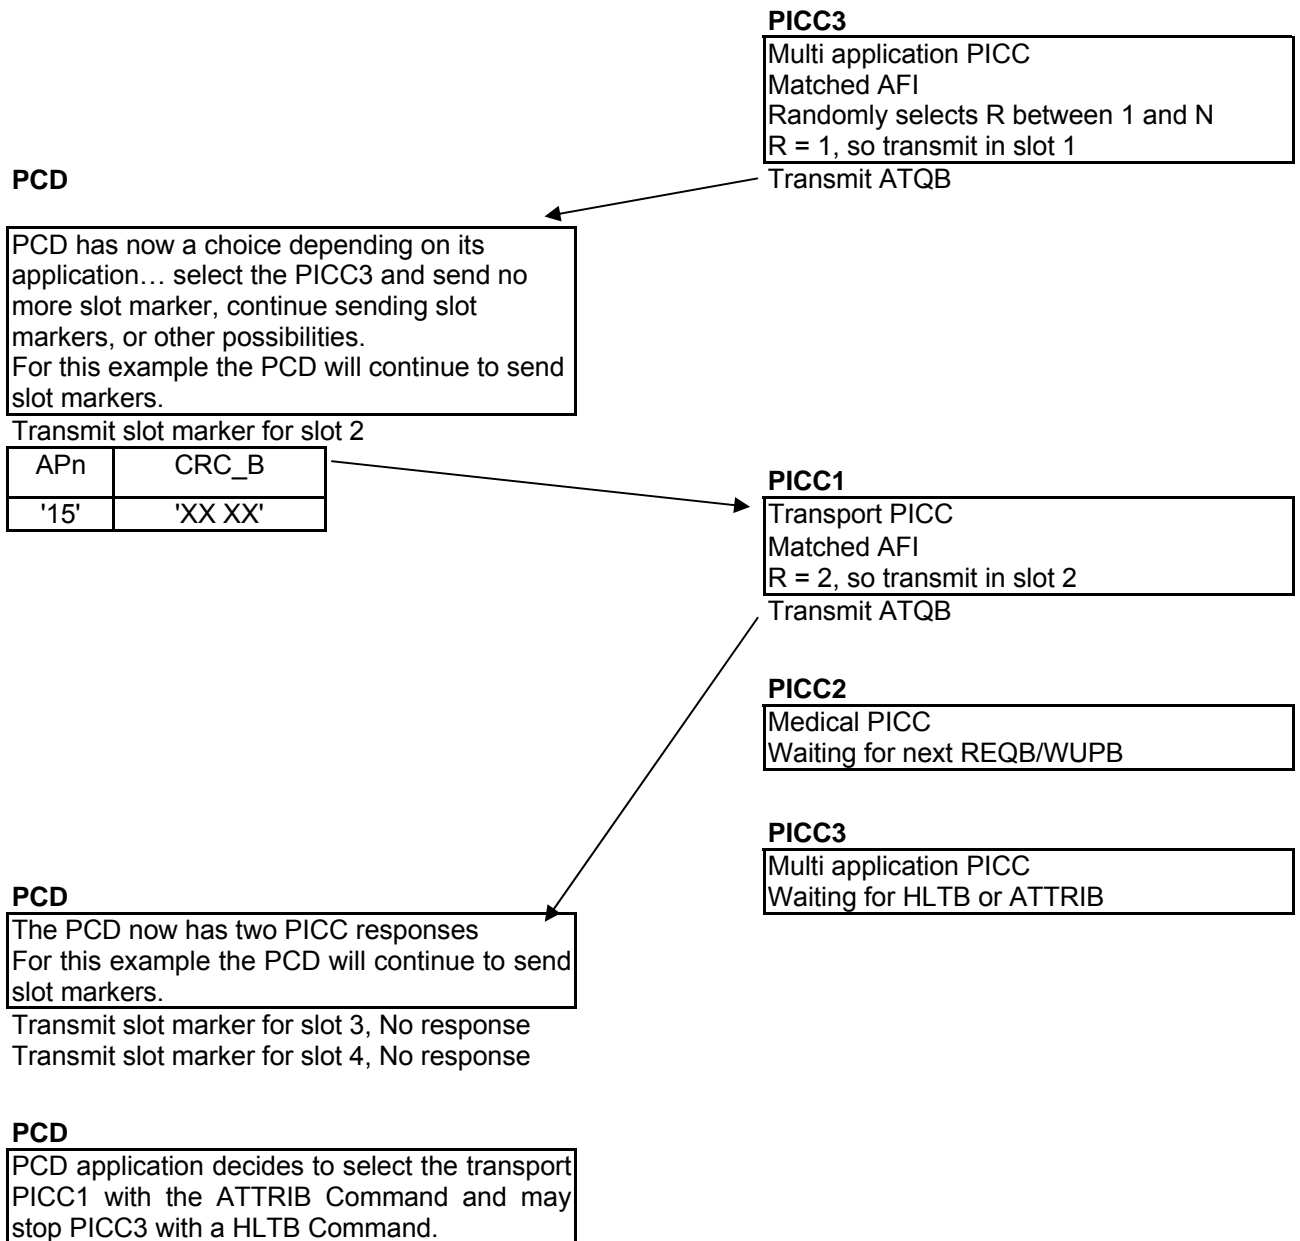 PICC3
Multi application PICC
Matched AFI
Randomly selects R between 1 and N
R = 1, so transmit in slot 1
Transmit ATQB
PCD
PCD has now a choice depending on its
application… select the PICC3 and send no
more slot marker, continue sending slot
markers, or other possibilities.
For this example the PCD will continue to send
slot markers.
Transmit slot marker for slot 2
APn CRC_B
'15' 'XX XX'
PICC1
Transport PICC
Matched AFI
R = 2, so transmit in slot 2
Transmit ATQB
PICC2
Medical PICC
Waiting for next REQB/WUPB
PICC3
Multi application PICC
Waiting for HLTB or ATTRIB
PCD
The PCD now has two PICC responses
For this example the PCD will continue to send
slot markers.
Transmit slot marker for slot 3, No response
Transmit slot marker for slot 4, No response
PCD
PCD application decides to select the transport
PICC1 with the ATTRIB Command and may
stop PICC3 with a HLTB Command.